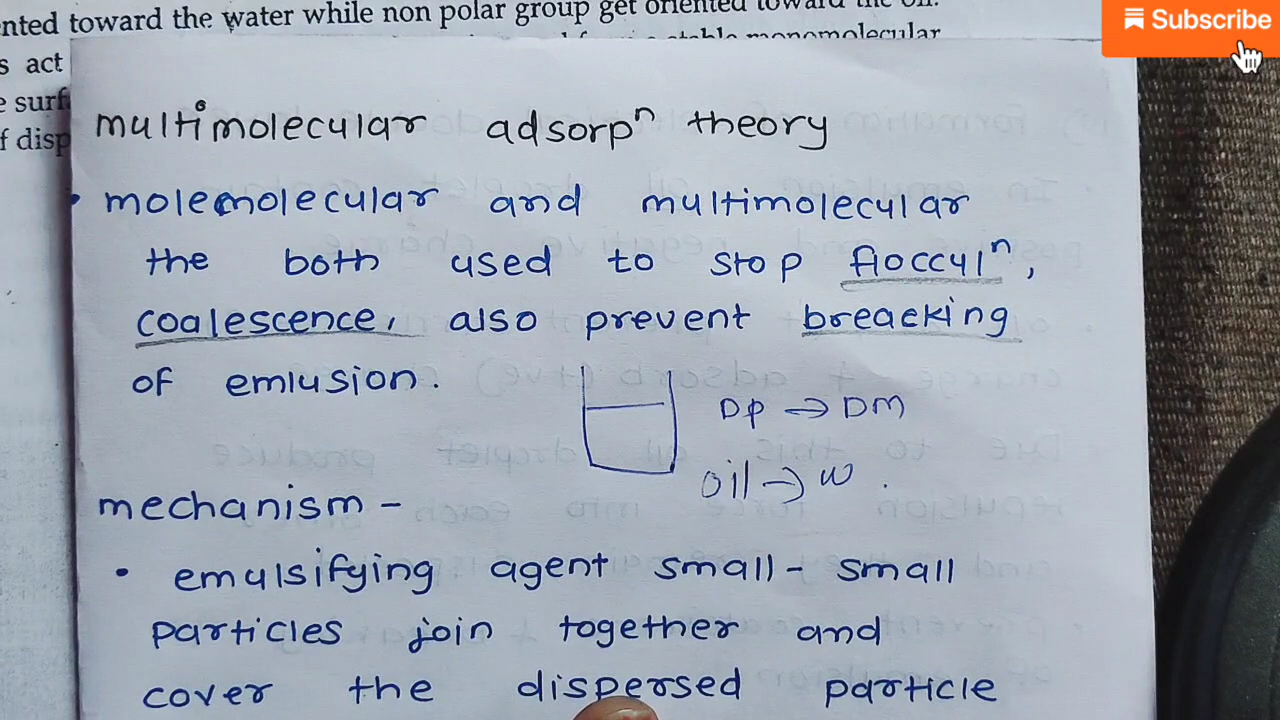 nted toward the water while non polar group get oriented toward the oil.
stable monomolecular
s act
e surf
f disp
Subscribe
multimolecular adsorpⁿ theory
• molemolecular and multimolecular
the both used to stop flocculⁿ,
coalescence, also prevent breacking
of emlusion.
DP → DM
oil → w.
mechanism -
• emulsifying agent small - small
particles join together and
cover the dispersed particle